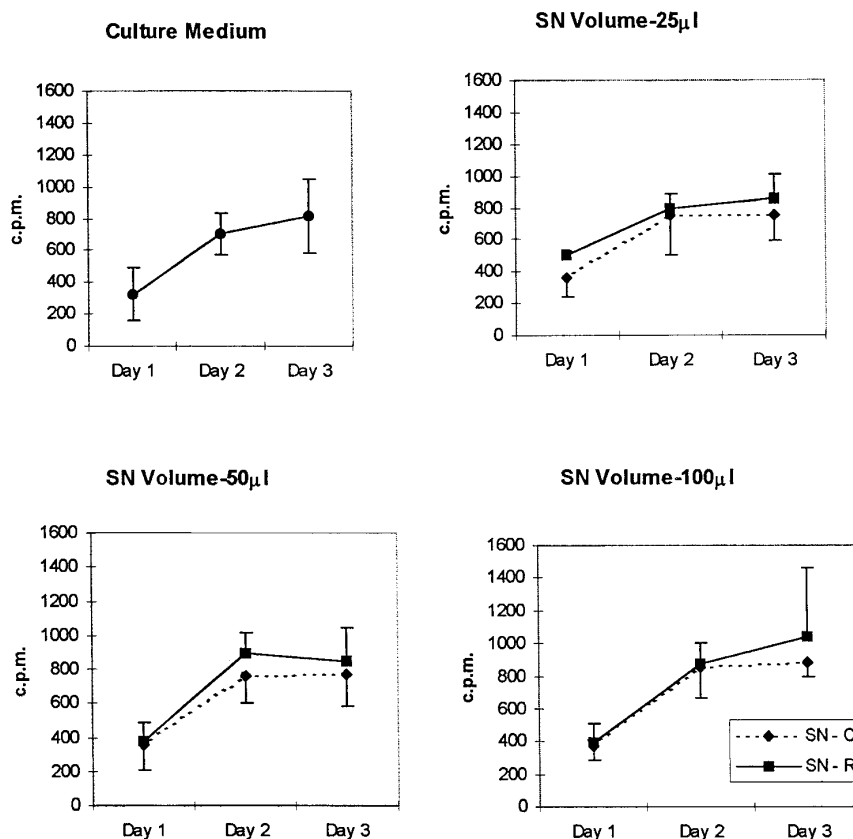 Culture Medium
c.p.m.
1600
1400
1200
1000
800
600
400
200
0
Day 1 Day 2 Day 3
SN Volume-25µl
c.p.m.
1600
1400
1200
1000
800
600
400
200
0
Day 1 Day 2 Day 3
SN Volume-50µl
c.p.m.
1600
1400
1200
1000
800
600
400
200
0
Day 1 Day 2 Day 3
SN Volume-100µl
c.p.m.
1600
1400
1200
1000
800
600
400
200
0
Day 1 Day 2 Day 3
SN - 
SN - R